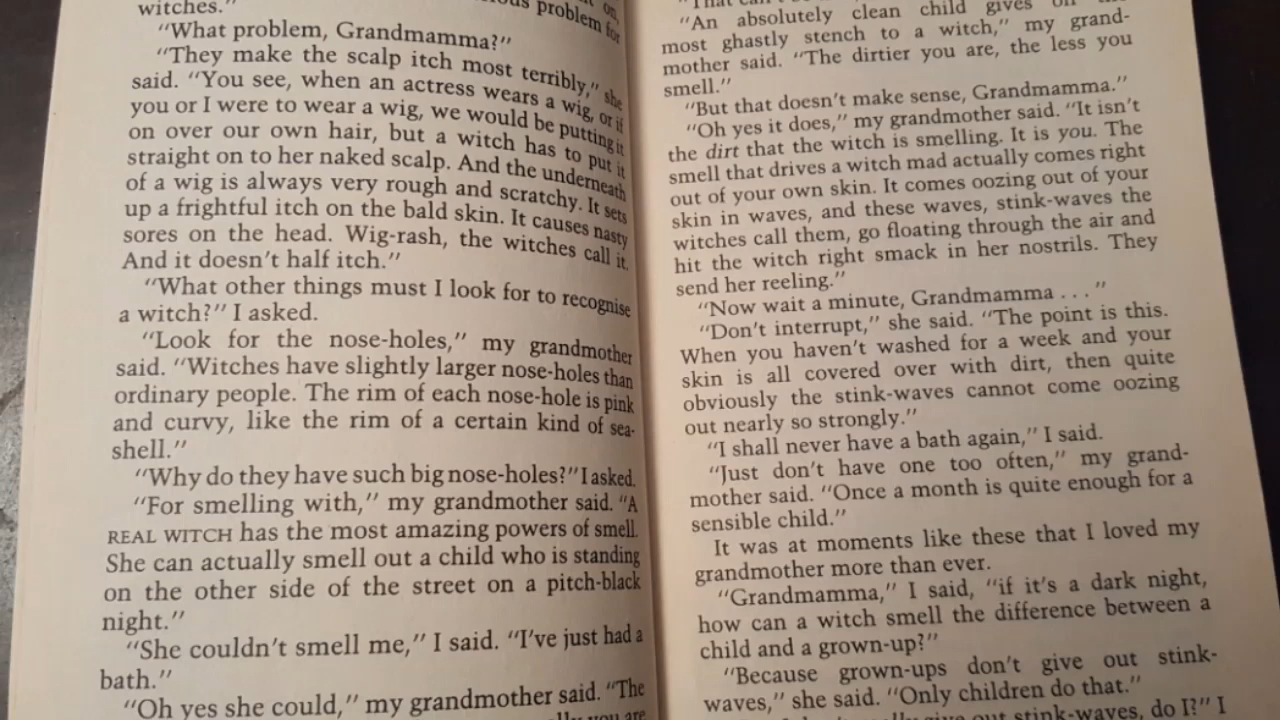 witches."
problem for
"What problem, Grandmamma?"
"They make the scalp itch most terribly," she
said. "You see, when an actress wears a wig, or if
you or I were to wear a wig, we would be putting it
on over our own hair, but a witch has to put it
straight on to her naked scalp. And the underneath
of a wig is always very rough and scratchy. It sets
up a frightful itch on the bald skin. It causes nasty
sores on the head. Wig-rash, the witches call it.
And it doesn't half itch."
"What other things must I look for to recognise
a witch?" I asked.
"Look for the nose-holes," my grandmother
said. "Witches have slightly larger nose-holes than
ordinary people. The rim of each nose-hole is pink
and curvy, like the rim of a certain kind of sea-
shell."
"Why do they have such big nose-holes?" I asked.
"For smelling with," my grandmother said. "A
REAL WITCH has the most amazing powers of smell.
She can actually smell out a child who is standing
on the other side of the street on a pitch-black
night."
"She couldn't smell me," I said. "I've just had a
bath."
"Oh yes she could," my grandmother said. "The
you are
"An absolutely clean child gives
most ghastly stench to a witch," my grand-
mother said. "The dirtier you are, the less you
smell."
"But that doesn't make sense, Grandmamma."
"Oh yes it does," my grandmother said. "It isn't
the dirt that the witch is smelling. It is you. The
smell that drives a witch mad actually comes right
out of your own skin. It comes oozing out of your
skin in waves, and these waves, stink-waves the
witches call them, go floating through the air and
hit the witch right smack in her nostrils. They
send her reeling."
"Now wait a minute, Grandmamma . . ."
"Don't interrupt," she said. "The point is this.
When you haven't washed for a week and your
skin is all covered over with dirt, then quite
obviously the stink-waves cannot come oozing
out nearly so strongly."
"I shall never have a bath again," I said.
"Just don't have one too often," my grand-
mother said. "Once a month is quite enough for a
sensible child."
It was at moments like these that I loved my
grandmother more than ever.
"Grandmamma," I said, "if it's a dark night,
how can a witch smell the difference between a
child and a grown-up?"
"Because grown-ups don't give out stink-
waves," she said. "Only children do that."
give out stink-waves, do I?" I